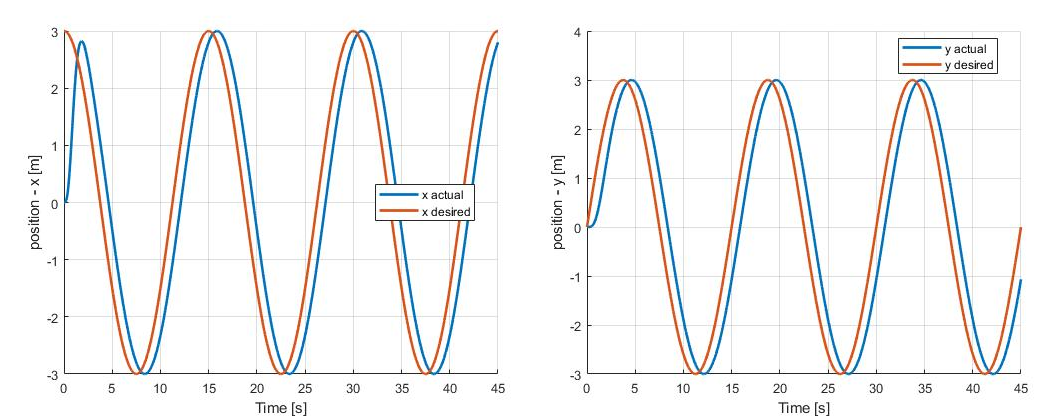 3
2
1
0
-1
-2
-3
0 5 10 15 20 25 30 35 40 45
Time [s]
position - x [m]
x actual
x desired
4
3
2
1
0
-1
-2
-3
0 5 10 15 20 25 30 35 40 45
Time [s]
position - y [m]
y actual
y desired